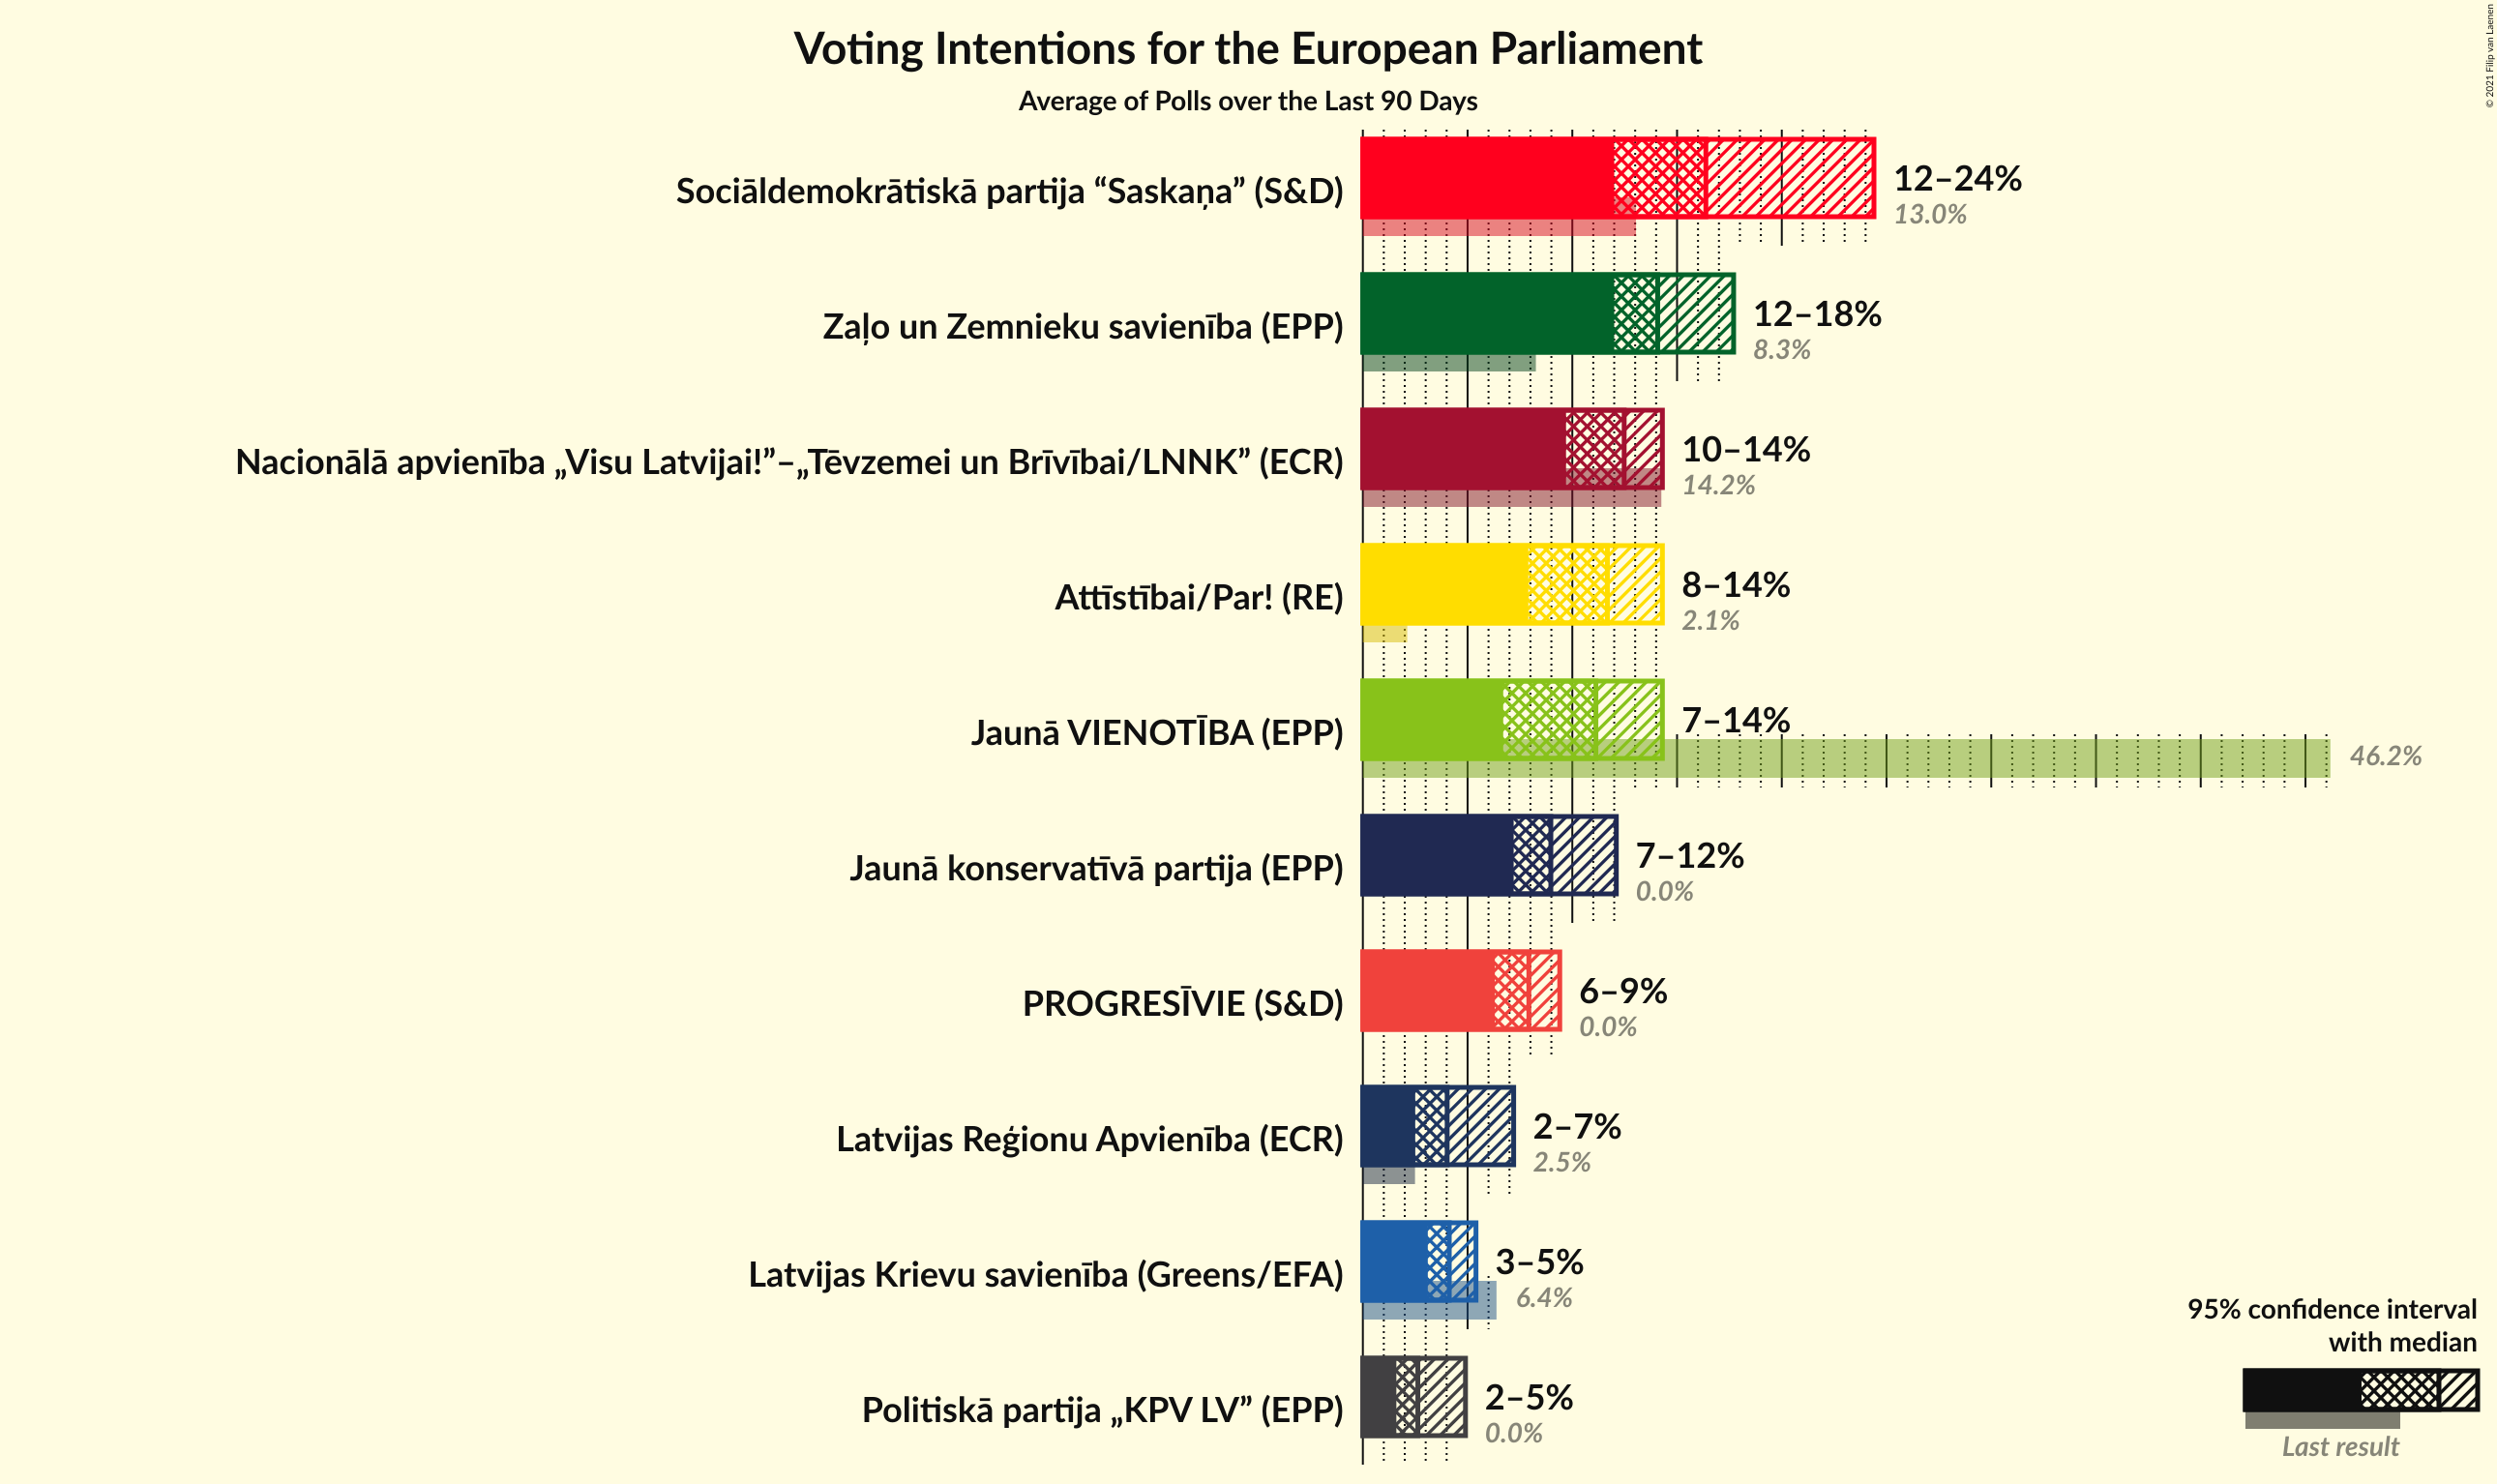 Voting Intentions for the European Parliament
Average of Polls over the Last 90 Days
© 2021 Filip van Laenen
Sociāldemokrātiskā partija “Saskaņa” (S&D)
12–24%
13.0%
Zaļo un Zemnieku savienība (EPP)
12–18%
8.3%
Nacionālā apvienība „Visu Latvijai!”–„Tēvzemei un Brīvībai/LNNK” (ECR)
10–14%
14.2%
Attīstībai/Par! (RE)
8–14%
2.1%
Jaunā VIENOTĪBA (EPP)
7–14%
46.2%
Jaunā konservatīvā partija (EPP)
7–12%
0.0%
PROGRESĪVIE (S&D)
6–9%
0.0%
Latvijas Reģionu Apvienība (ECR)
2–7%
2.5%
Latvijas Krievu savienība (Greens/EFA)
3–5%
6.4%
Politiskā partija „KPV LV” (EPP)
2–5%
0.0%
95% confidence interval
with median
Last result